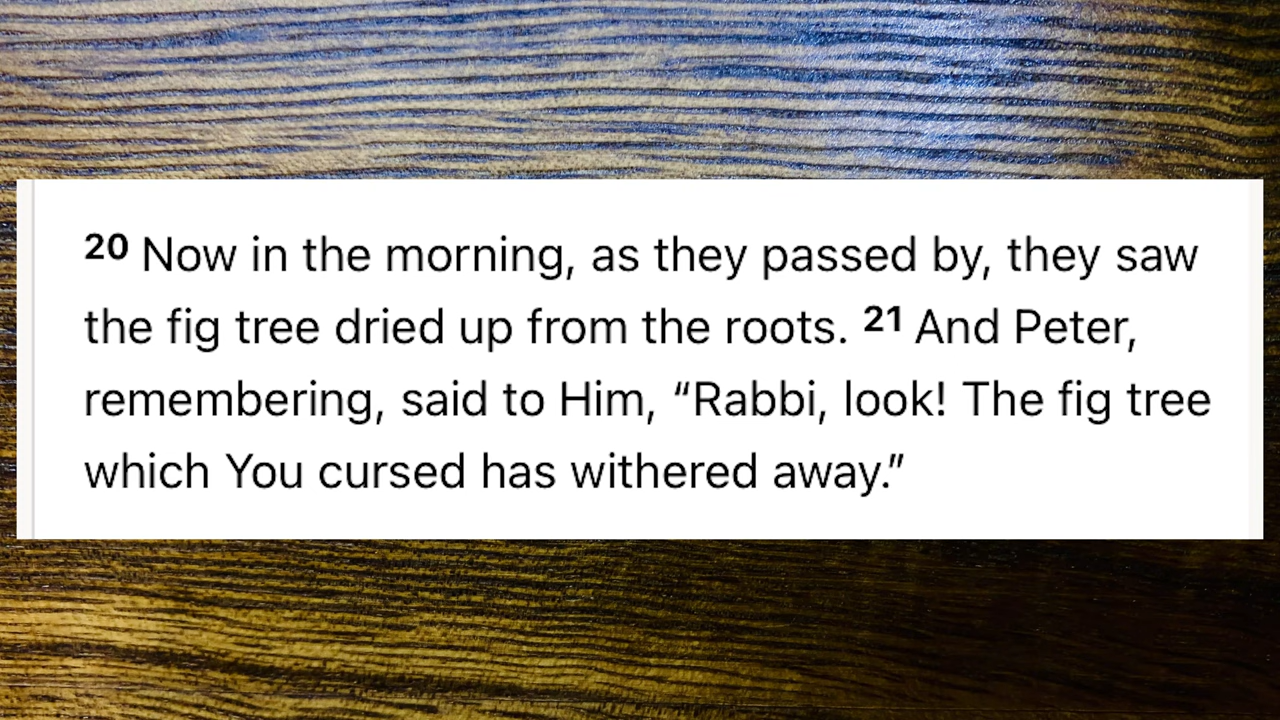 20 Now in the morning, as they passed by, they saw
the fig tree dried up from the roots. 21 And Peter,
remembering, said to Him, “Rabbi, look! The fig tree
which You cursed has withered away.”